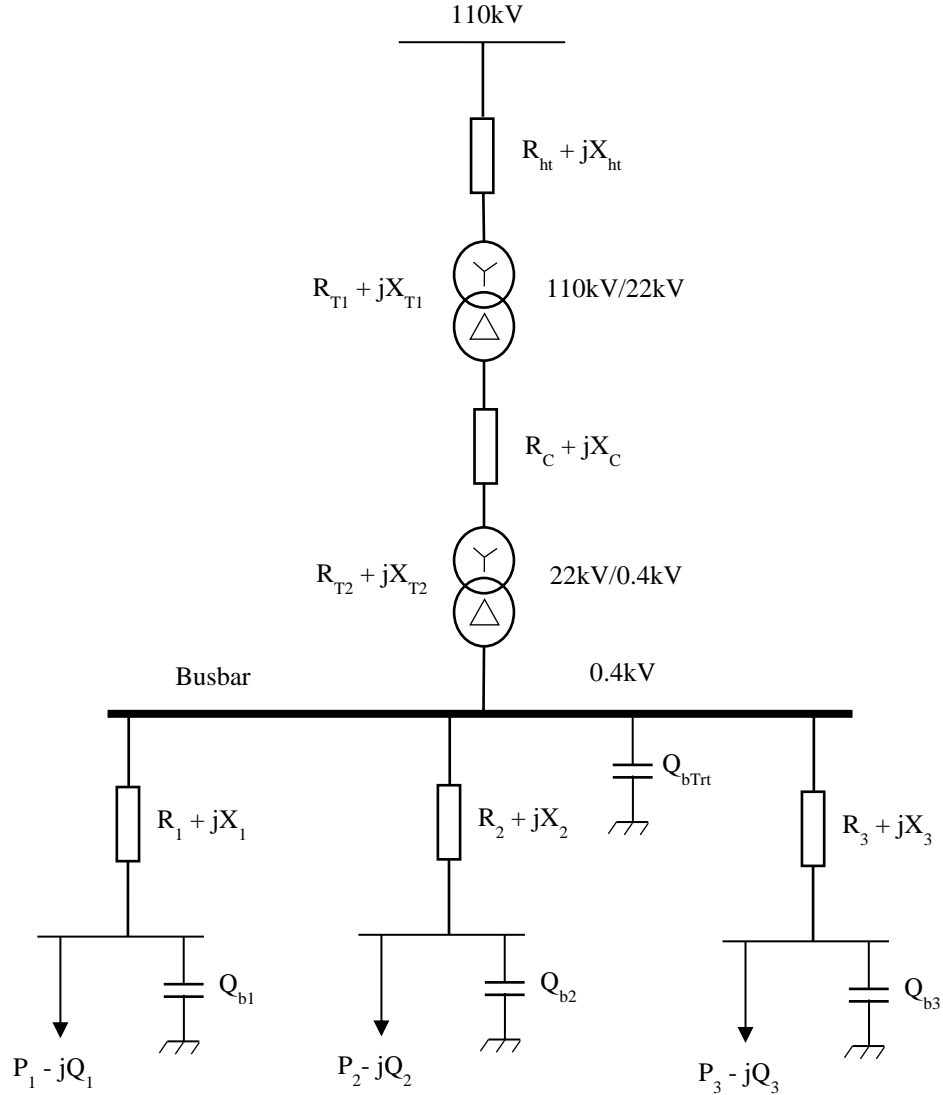 110kV
R_ht + jX_ht
R_T1 + jX_T1
110kV/22kV
R_C + jX_C
R_T2 + jX_T2
22kV/0.4kV
Busbar
0.4kV
Q_bTrt
R_1 + jX_1
R_2 + jX_2
R_3 + jX_3
Q_b1
Q_b2
Q_b3
P_1 - jQ_1
P_2 - jQ_2
P_3 - jQ_3